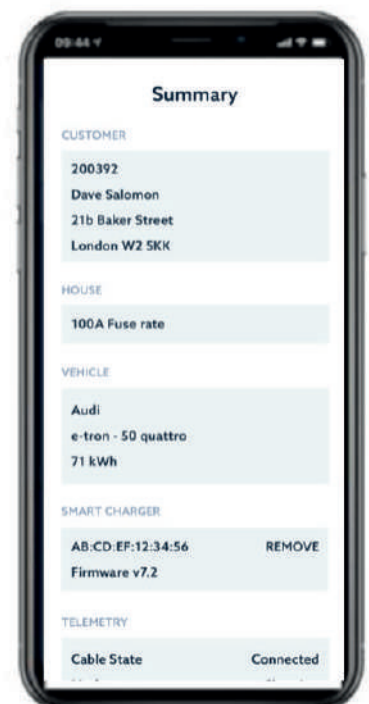 09:44
Summary
CUSTOMER
200392
Dave Salomon
21b Baker Street
London W2 5KK
HOUSE
100A Fuse rate
VEHICLE
Audi
e-tron - 50 quattro
71 kWh
SMART CHARGER
AB:CD:EF:12:34:56 REMOVE
Firmware v7.2
TELEMETRY
Cable State Connected